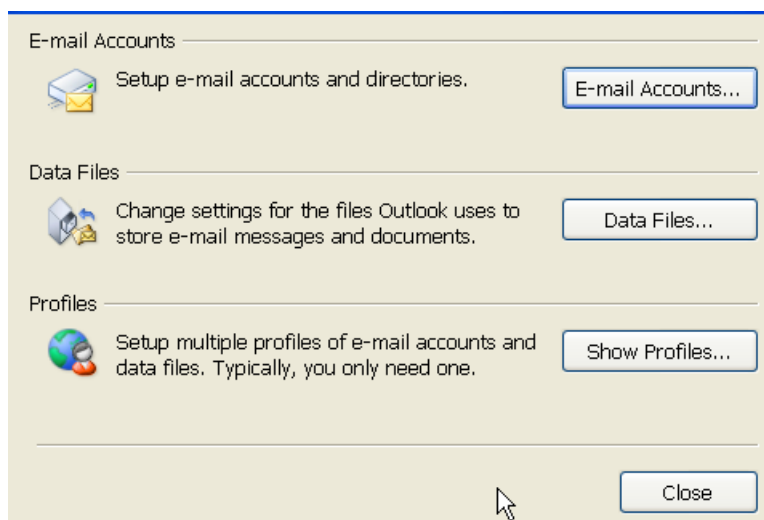 E-mail Accounts
Setup e-mail accounts and directories.
E-mail Accounts...
Data Files
Change settings for the files Outlook uses to
store e-mail messages and documents.
Data Files...
Profiles
Setup multiple profiles of e-mail accounts and
data files. Typically, you only need one.
Show Profiles...
Close